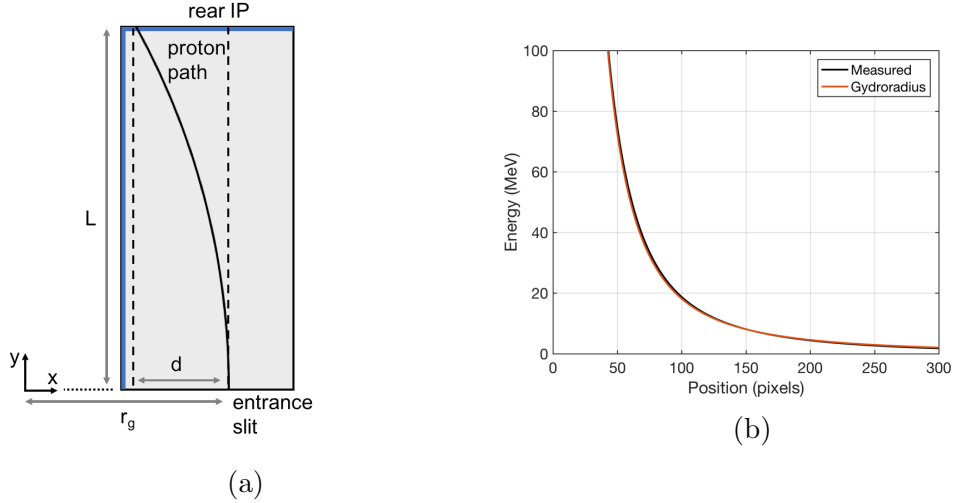 rear IP
proton
path
L
d
y
x
r_g
entrance
slit
(a)
100
80
60
40
20
0
Energy (MeV)
Measured
Gydroradius
0
50
100
150
200
250
300
Position (pixels)
(b)